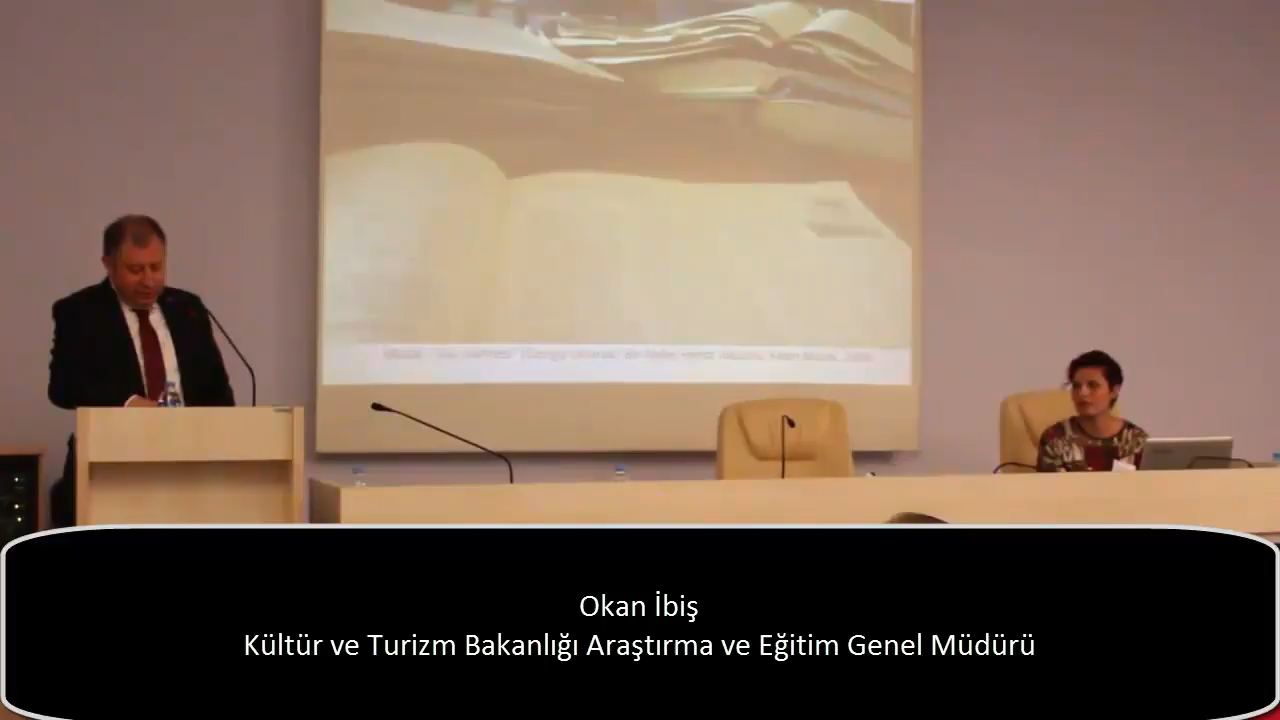 Okan İbiş
Kültür ve Turizm Bakanlığı Araştırma ve Eğitim Genel Müdürü